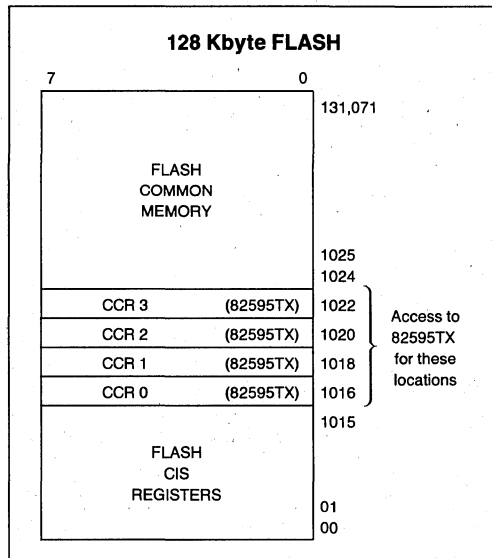 128 Kbyte FLASH
7 0
131,071
FLASH
COMMON
MEMORY
1025
1024
CCR 3 (82595TX) 1022
CCR 2 (82595TX) 1020
CCR 1 (82595TX) 1018
CCR 0 (82595TX) 1016
Access to
82595TX
for these
locations
1015
FLASH
CIS
REGISTERS
01
00